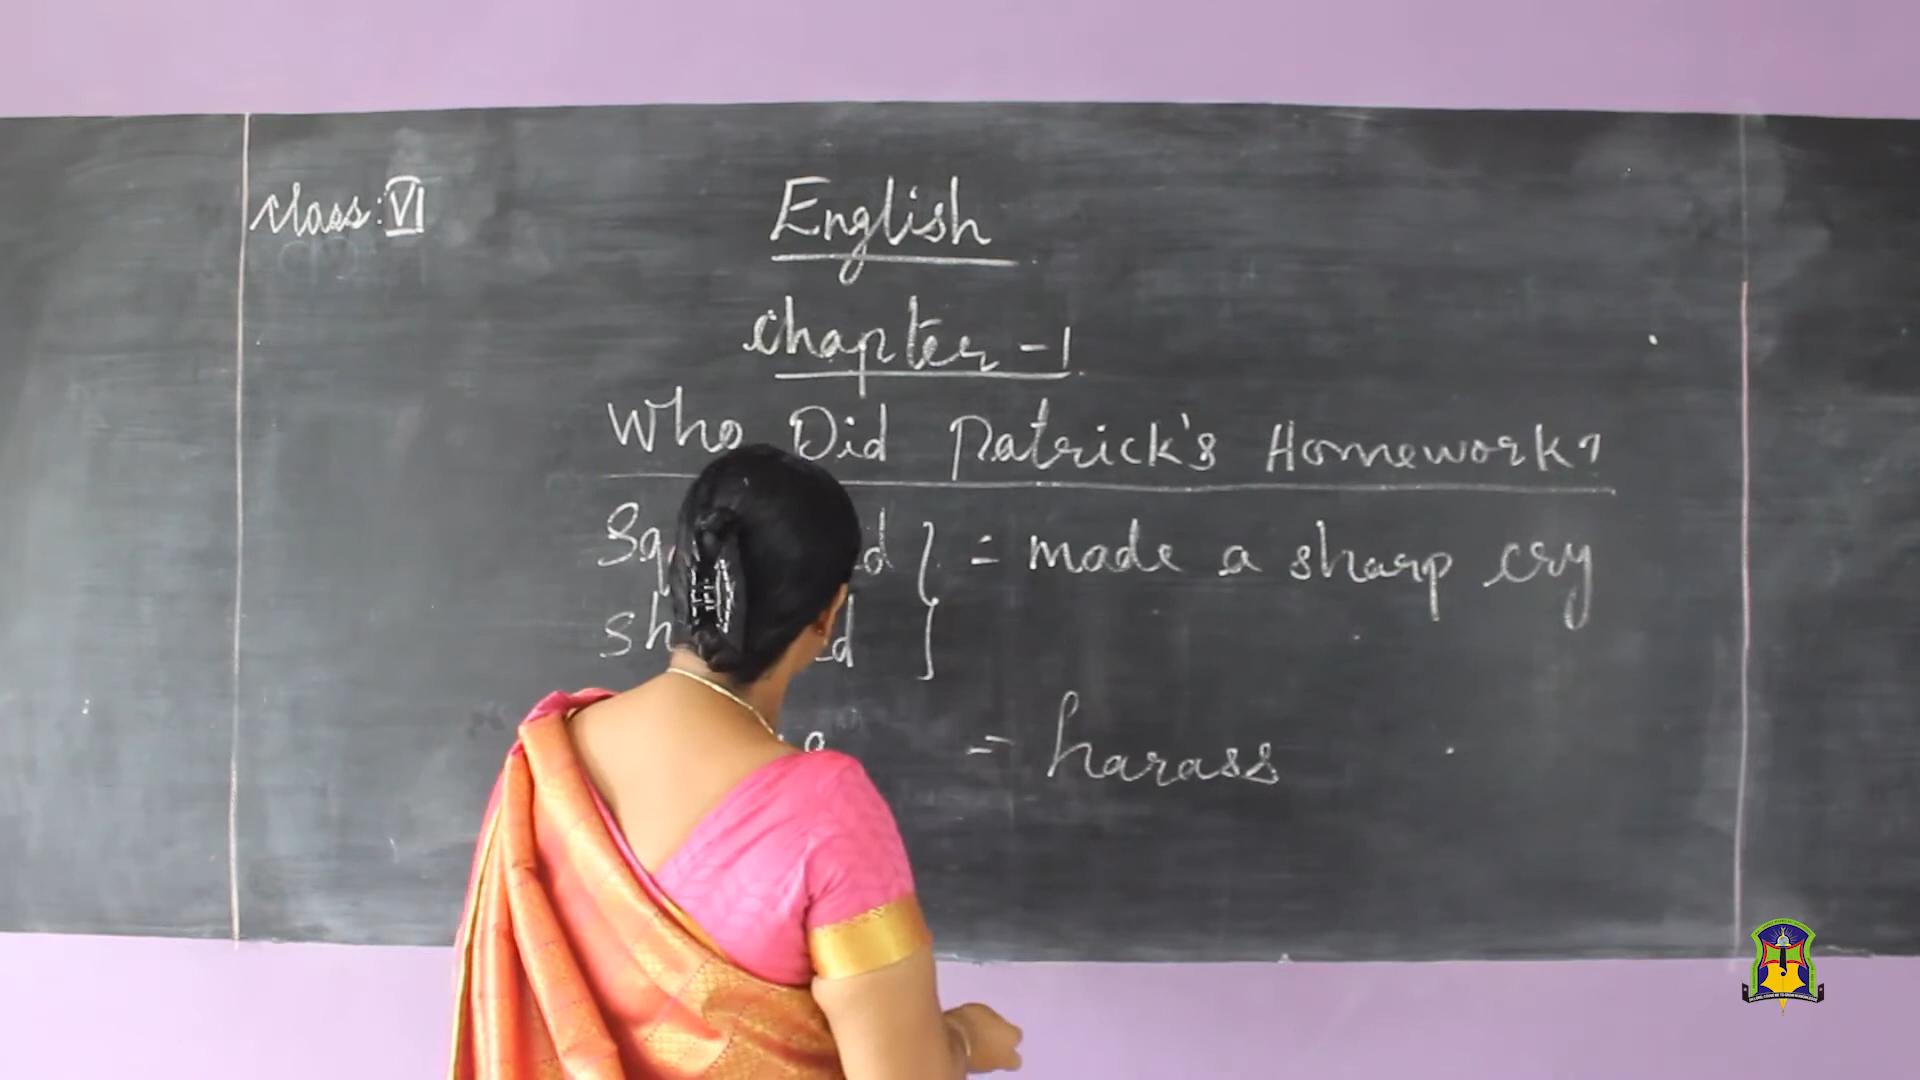 Class: VI
English
Chapter - 1
Who Did Patrick's Homework?
= made a sharp cry
= harass